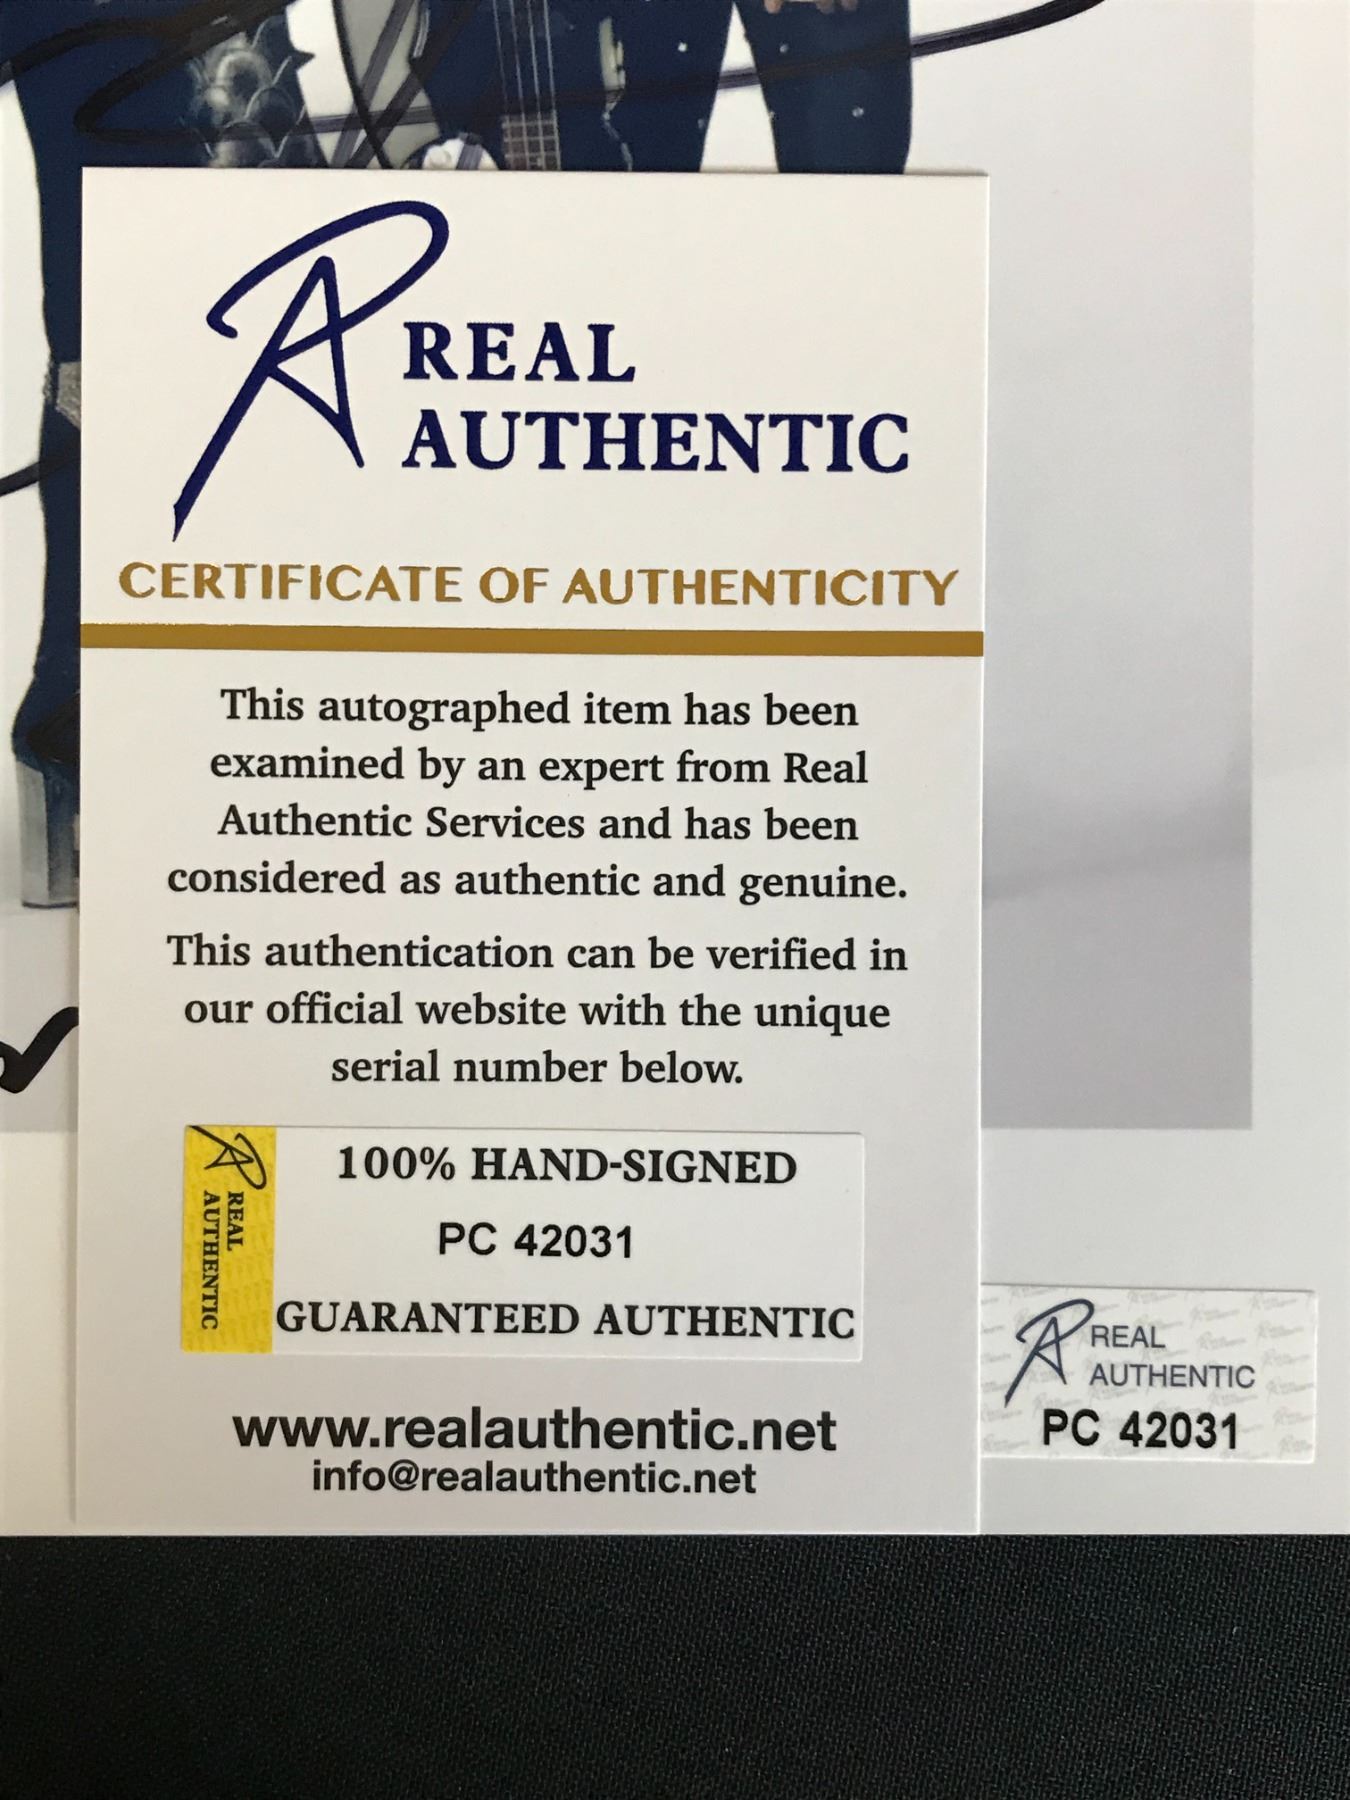 REAL
AUTHENTIC
CERTIFICATE OF AUTHENTICITY
This autographed item has been
examined by an expert from Real
Authentic Services and has been
considered as authentic and genuine.
This authentication can be verified in
our official website with the unique
serial number below.
REAL
AUTHENTIC
100% HAND-SIGNED
PC 42031
GUARANTEED AUTHENTIC
www.realauthentic.net
info@realauthentic.net
REAL
AUTHENTIC
PC 42031